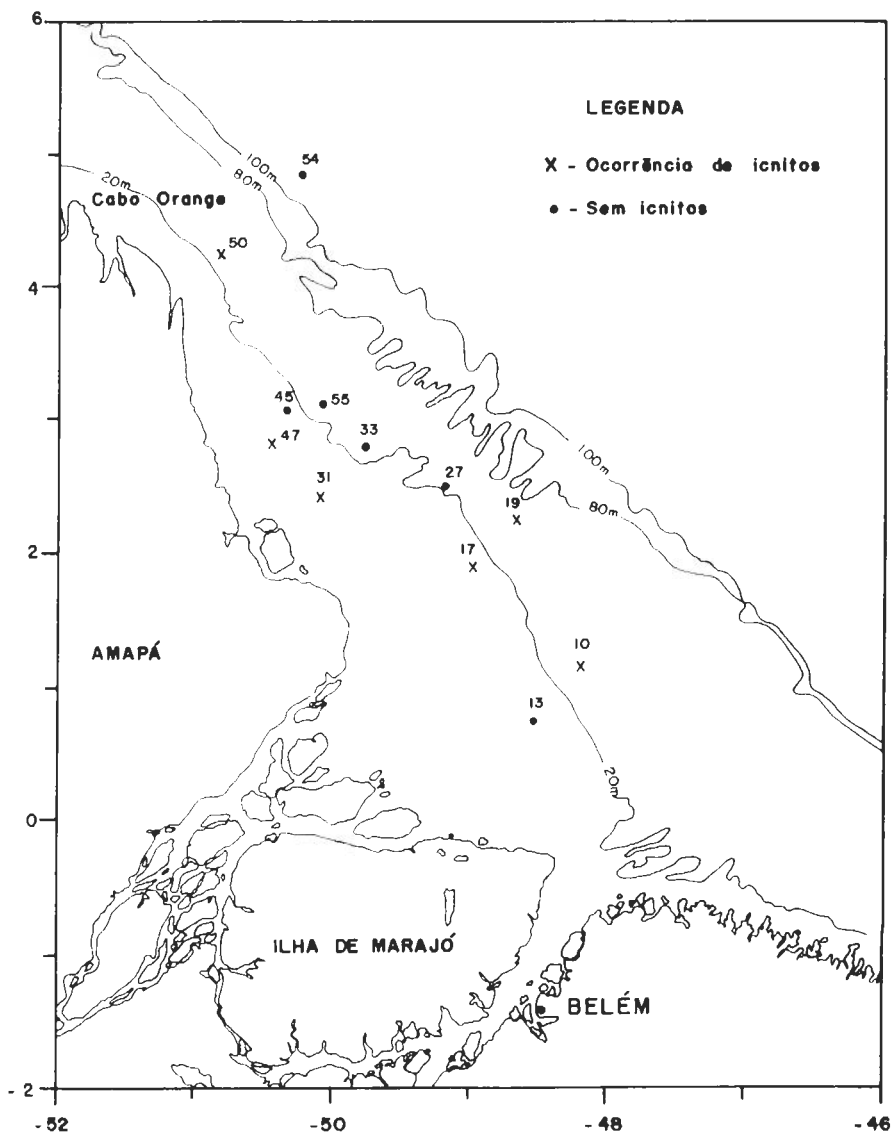 6
LEGENDA
54
100m
80m
X - Ocorrência de icnitos
20m
Cabo Orange
• - Sem icnitos
50
4
45
55
33
47
27
100m
31
19
80m
2
17
10
AMAPÁ
13
20m
0
ILHA DE MARAJÓ
BELÉM
-2
-52
-50
-48
-46